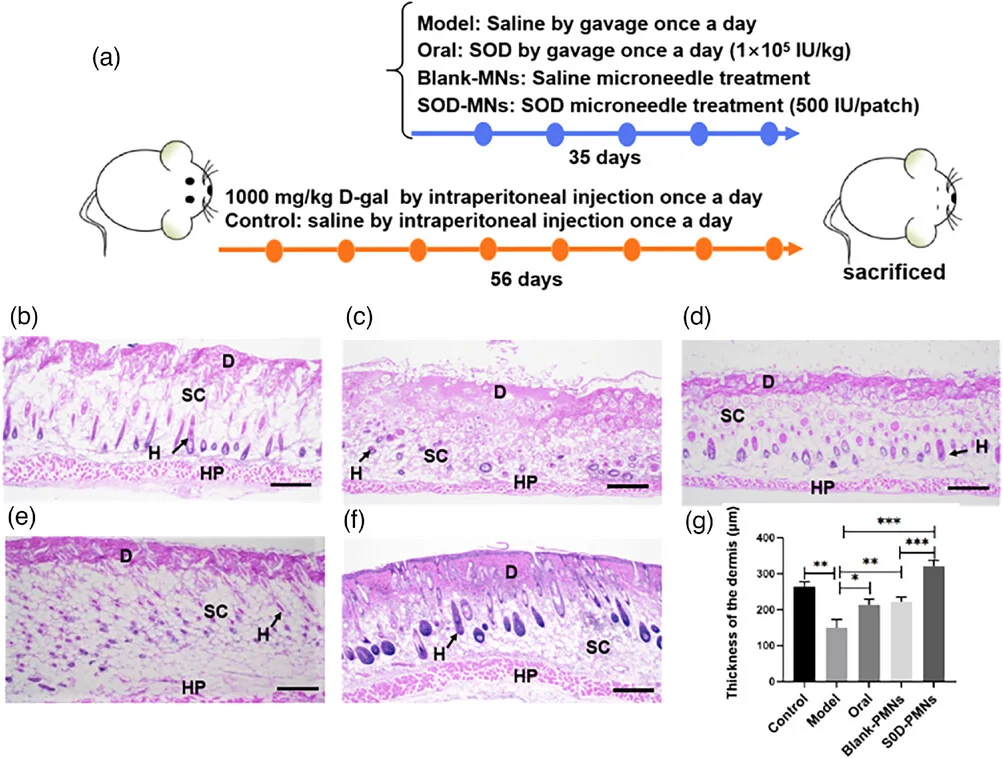 (a)
Model: Saline by gavage once a day
Oral: SOD by gavage once a day (1×10⁵ IU/kg)
Blank-MNs: Saline microneedle treatment
SOD-MNs: SOD microneedle treatment (500 IU/patch)
35 days
1000 mg/kg D-gal by intraperitoneal injection once a day
Control: saline by intraperitoneal injection once a day
56 days
sacrificed
(b)
D
SC
H
HP
(c)
D
SC
H
HP
(d)
D
SC
H
HP
(e)
D
SC
H
HP
(f)
D
H
SC
HP
(g)
Thickness of the dermis (μm)
400
300
200
100
0
***
***
**
**
*
Control
Model
Oral
Blank-PMNs
S0D-PMNs